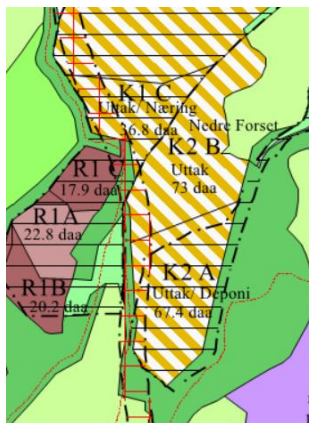 K1 C
Uttak/ Næring
36.8 daa
Nedre Forset
K2 B
Uttak
73 daa
R1 C
17.9 daa
R1A
22.8 daa
R1B
20.2 daa
K2 A
Uttak/ Deponi
67.4 daa